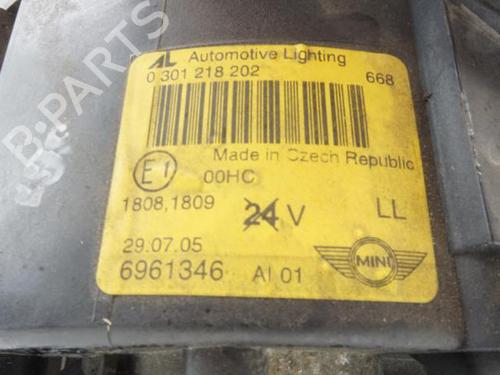 AL Automotive Lighting
0 301 218 202 668
Made in Czech Republic
E1 00HC
1808,1809 24 V LL
29.07.05
6961346 AI 01
MINI
B-PARTS